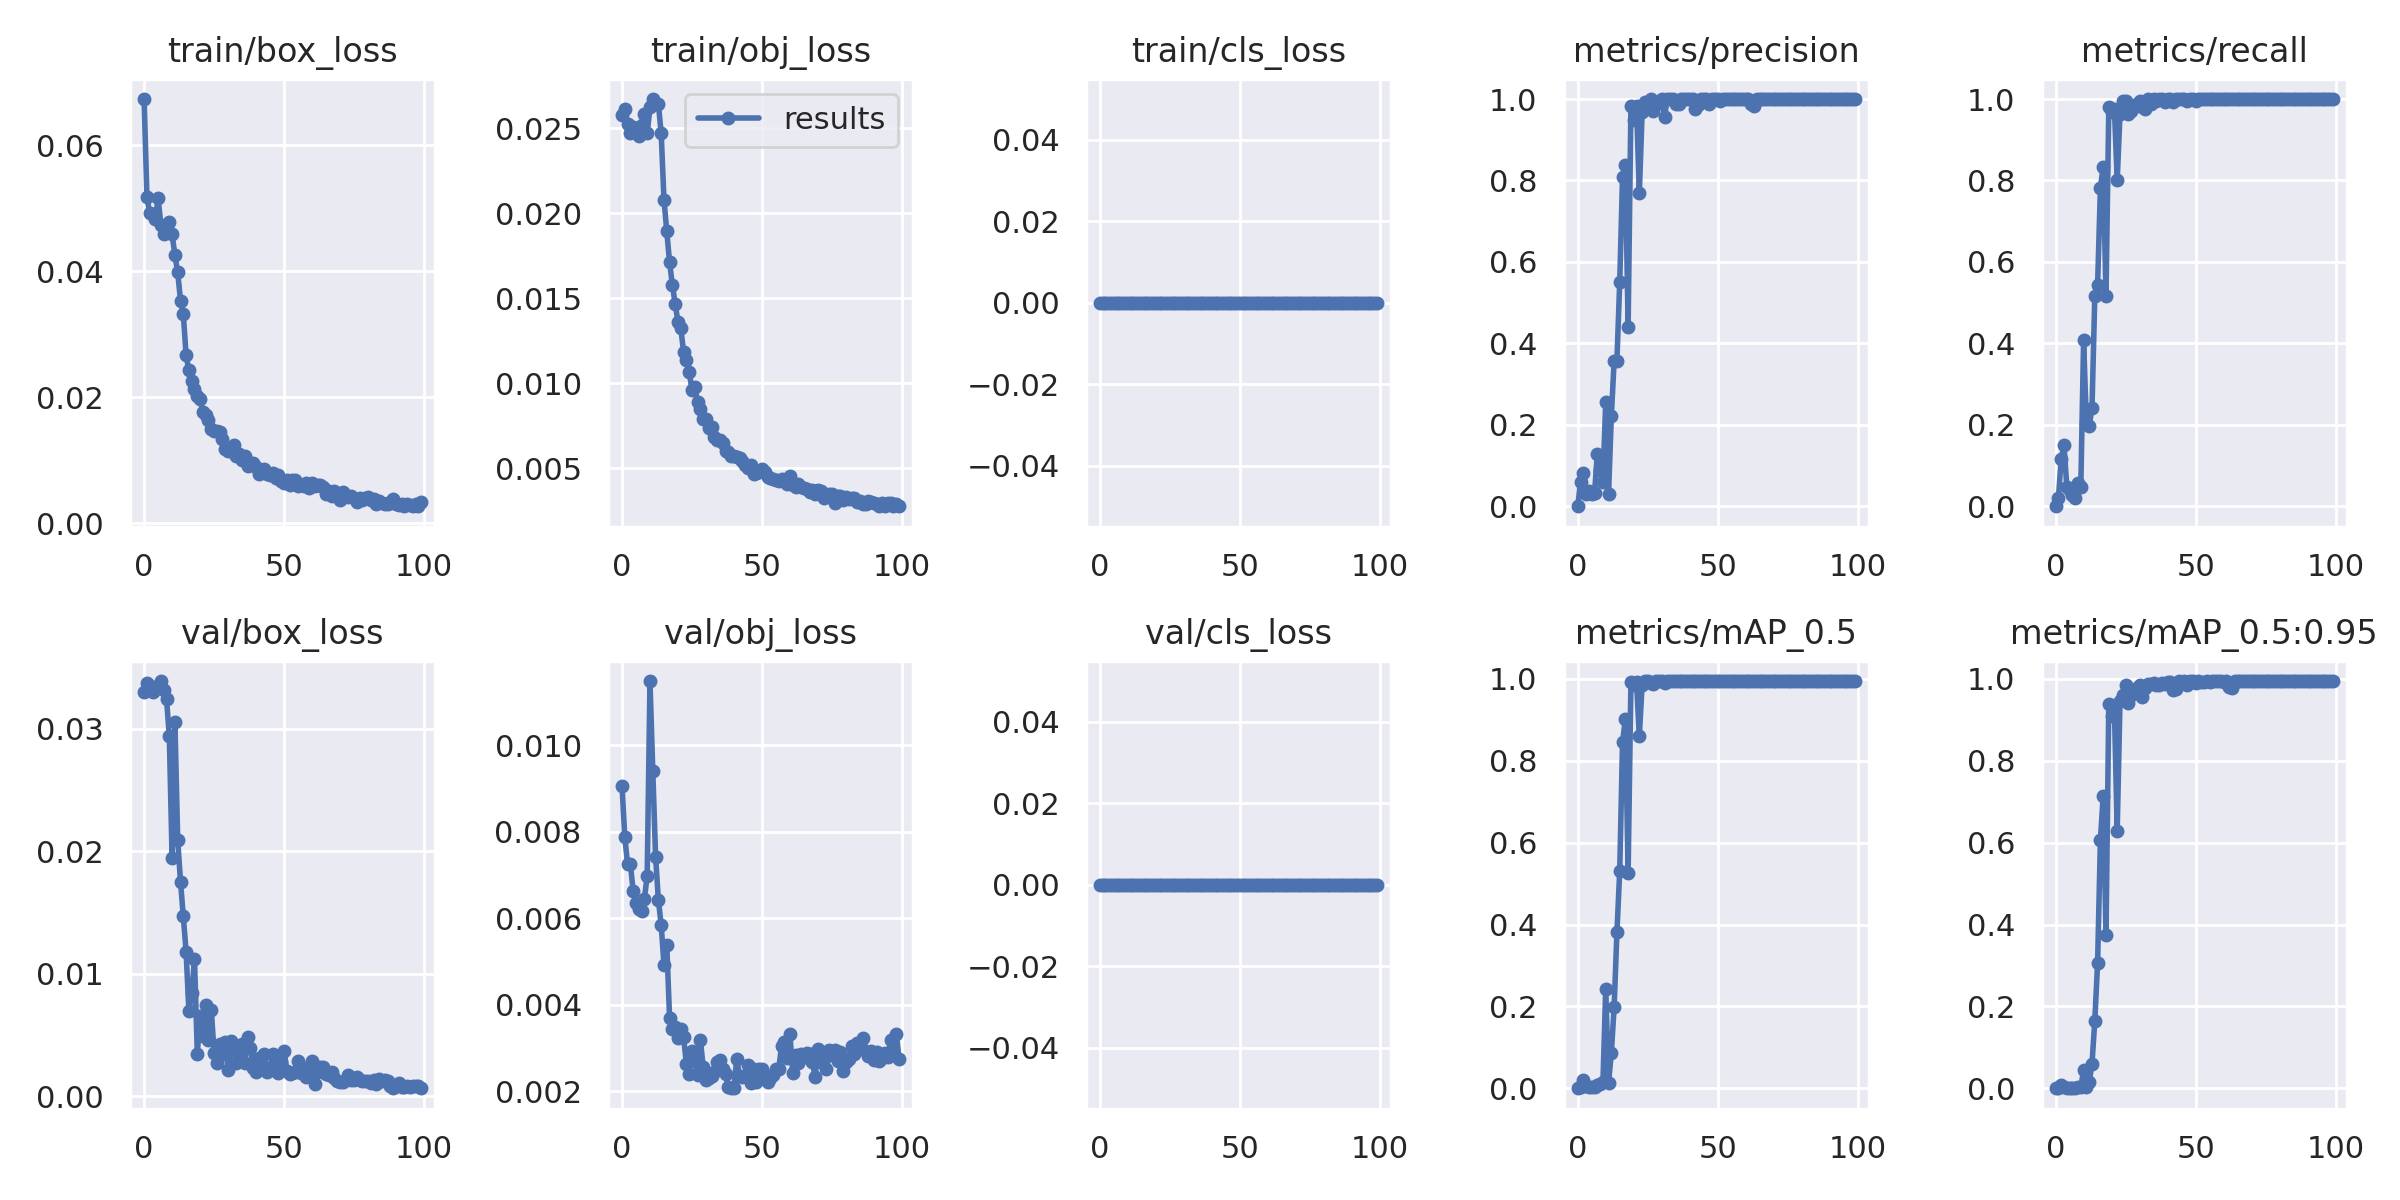 train/box_loss train/obj_loss train/cls_loss metrics/precision metrics/recall
results
0.06 0.04 0.02 0.00
0.025 0.020 0.015 0.010 0.005
0.04 0.02 0.00 −0.02 −0.04
1.0 0.8 0.6 0.4 0.2 0.0
1.0 0.8 0.6 0.4 0.2 0.0
0 50 100 0 50 100 0 50 100 0 50 100 0 50 100
val/box_loss val/obj_loss val/cls_loss metrics/mAP_0.5 metrics/mAP_0.5:0.95
0.03 0.02 0.01 0.00
0.010 0.008 0.006 0.004 0.002
0.04 0.02 0.00 −0.02 −0.04
1.0 0.8 0.6 0.4 0.2 0.0
1.0 0.8 0.6 0.4 0.2 0.0
0 50 100 0 50 100 0 50 100 0 50 100 0 50 100